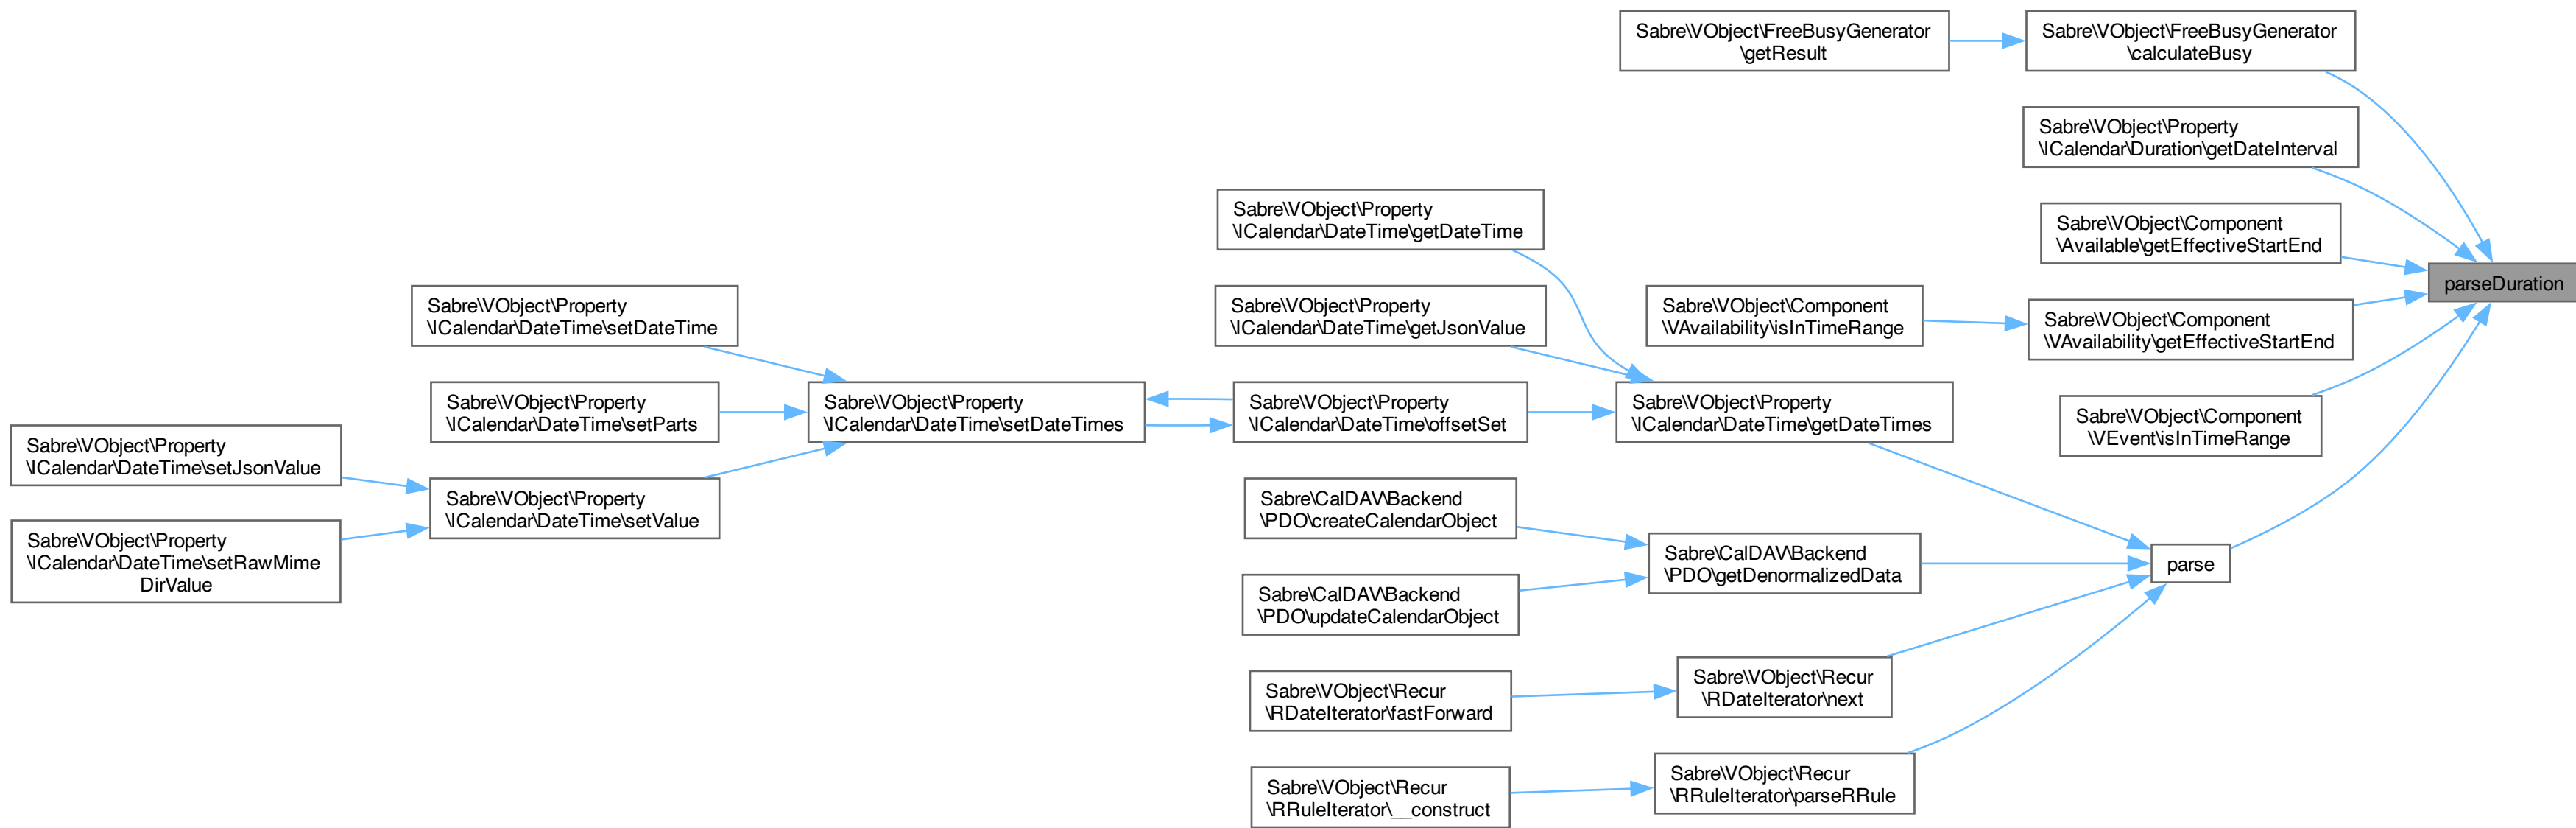 Sabre\VObject\FreeBusyGenerator
\getResult
Sabre\VObject\FreeBusyGenerator
\calculateBusy
Sabre\VObject\Property
\ICalendar\Duration\getDateInterval
Sabre\VObject\Property
\ICalendar\DateTime\getDateTime
Sabre\VObject\Component
\Available\getEffectiveStartEnd
parseDuration
Sabre\VObject\Property
\ICalendar\DateTime\setDateTime
Sabre\VObject\Property
\ICalendar\DateTime\getJsonValue
Sabre\VObject\Component
\VAvailability\isInTimeRange
Sabre\VObject\Component
\VAvailability\getEffectiveStartEnd
Sabre\VObject\Property
\ICalendar\DateTime\setParts
Sabre\VObject\Property
\ICalendar\DateTime\setDateTimes
Sabre\VObject\Property
\ICalendar\DateTime\offsetSet
Sabre\VObject\Property
\ICalendar\DateTime\getDateTimes
Sabre\VObject\Component
\VEvent\isInTimeRange
Sabre\VObject\Property
\ICalendar\DateTime\setJsonValue
Sabre\VObject\Property
\ICalendar\DateTime\setValue
Sabre\CalDAV\Backend
\PDO\createCalendarObject
Sabre\VObject\Property
\ICalendar\DateTime\setRawMime
DirValue
Sabre\CalDAV\Backend
\PDO\getDenormalizedData
parse
Sabre\CalDAV\Backend
\PDO\updateCalendarObject
Sabre\VObject\Recur
\RDateIterator\fastForward
Sabre\VObject\Recur
\RDateIterator\next
Sabre\VObject\Recur
\RRuleIterator\__construct
Sabre\VObject\Recur
\RRuleIterator\parseRRule